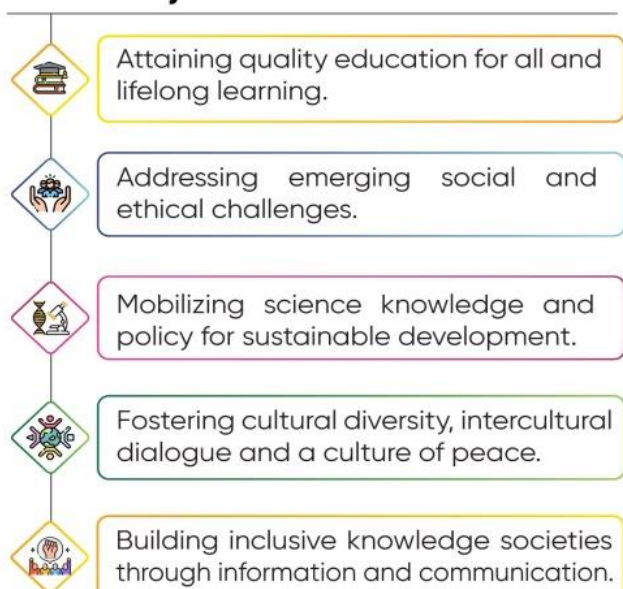 Attaining quality education for all and
lifelong learning.
Addressing emerging social and
ethical challenges.
Mobilizing science knowledge and
policy for sustainable development.
Fostering cultural diversity, intercultural
dialogue and a culture of peace.
Building inclusive knowledge societies
through information and communication.